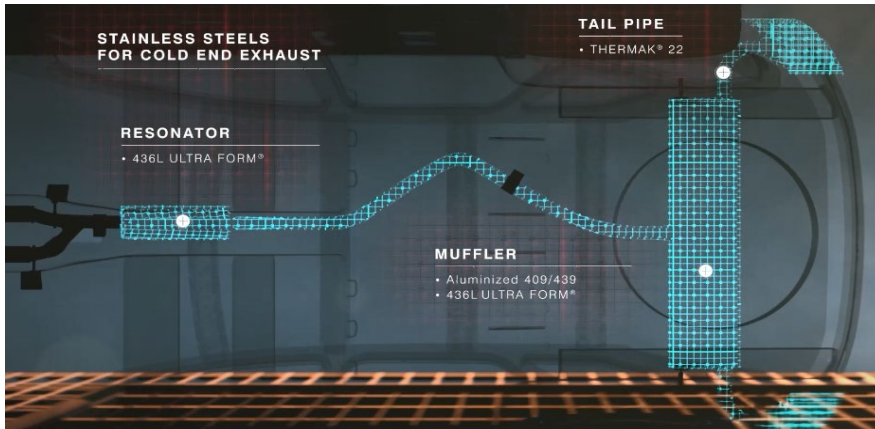 STAINLESS STEELS
FOR COLD END EXHAUST
TAIL PIPE
• THERMAK® 22
RESONATOR
• 436L ULTRA FORM®
MUFFLER
• Aluminized 409/439
• 436L ULTRA FORM®